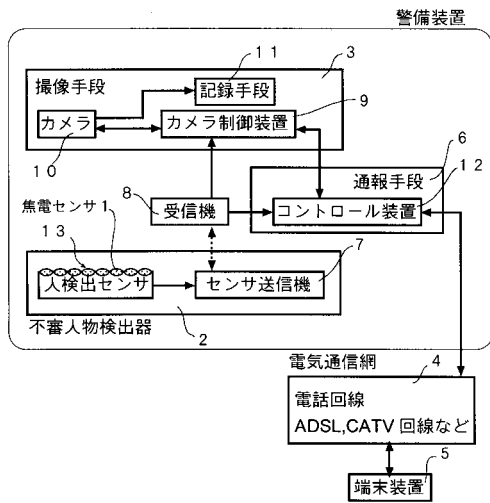 警備装置
11
3
撮像手段
記録手段
9
カメラ
カメラ制御装置
10
6
通報手段
12
8
受信機
コントロール装置
焦電センサ1
13
7
人検出センサ
センサ送信機
不審人物検出器
2
電気通信網
4
電話回線
ADSL,CATV 回線など
5
端末装置